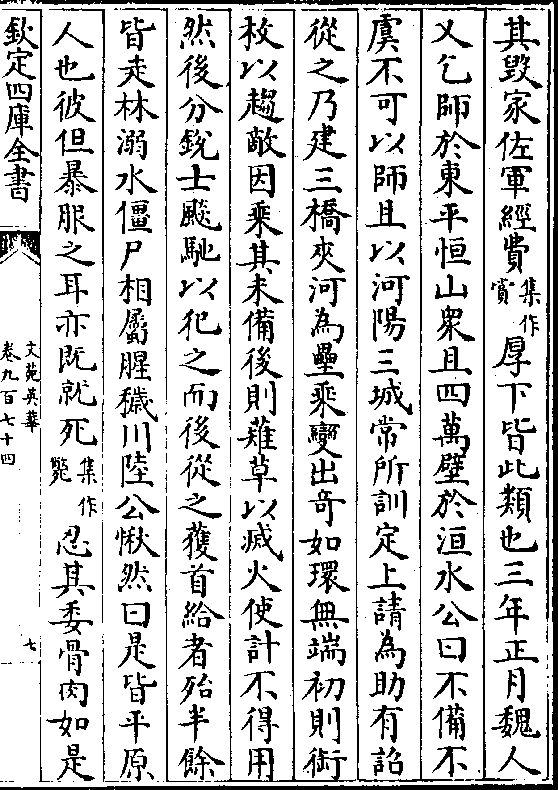 其毀家佐軍經費集作賞厚下皆此類也三年正月魏人
又乞師於東平恒山衆且四萬壁於洹水公曰不備不
虞不可以師且以河陽三城常所訓定上請為助有詔
從之乃建三橋夾河為壘乘變出竒如環無端初則銜
枚以趨敵因乘其未備後則薙草以滅火使計不得用
然後分鋭士飈馳以犯之而後從之獲首給者殆半餘
皆走林溺水僵尸相屬腥穢川陸公愀然曰是皆平原
人也彼但暴服之耳亦既就死集作斃忍其委骨肉如是
欽定四庫全書
文苑英華
卷九百七十四
七